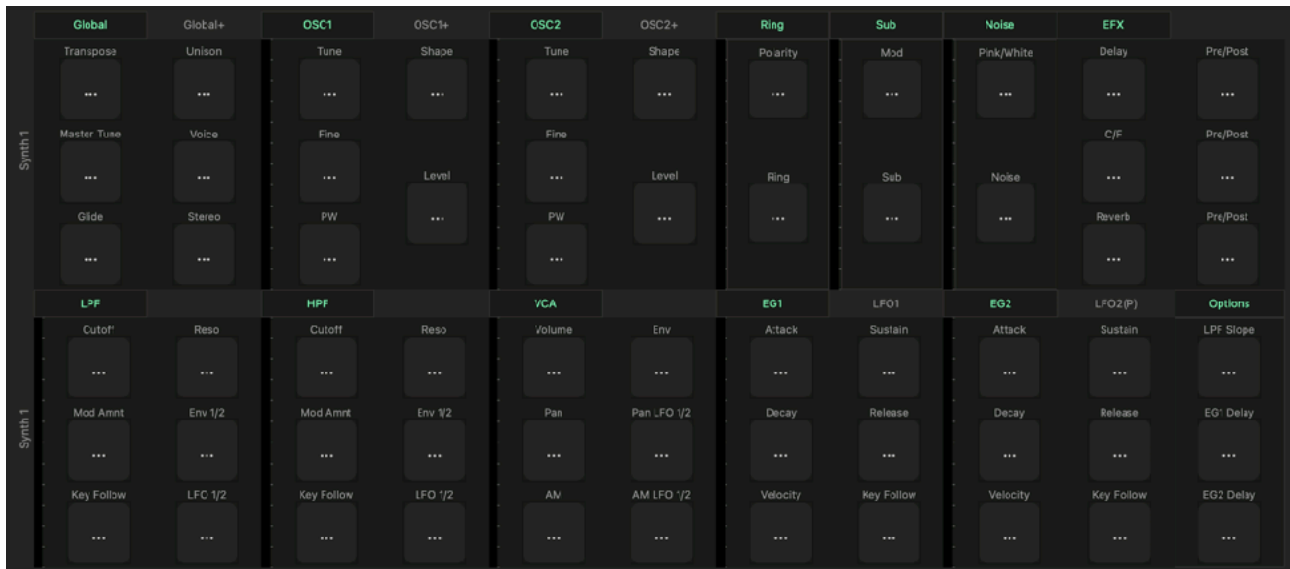 Global Global+ OSC1 OSC1+ OSC2 OSC2+ Ring Sub Noise EFX
Transpose Unison Tune Shape Tune Shape Polarity Mod Pink/White Delay Pre/Post
... ... ... ... ... ... ... ... ... ... ...
Synth 1
Master Tune Voice Fine Fine C/F Pre/Post
... ... ... ... ... ...
Level Level Ring Sub Noise
... ... ... ... ...
Glide Stereo PW PW Reverb Pre/Post
... ... ... ... ... ...
LPF HPF VCA EG1 LFO1 EG2 LFO2(P) Options
Cutoff Reso Cutoff Reso Volume Env Attack Sustain Attack Sustain LPF Slope
... ... ... ... ... ... ... ... ... ... ...
Synth 1
Mod Amnt Env 1/2 Mod Amnt Env 1/2 Pan Pan LFO 1/2 Decay Release Decay Release EG1 Delay
... ... ... ... ... ... ... ... ... ... ...
Key Follow LFO 1/2 Key Follow LFO 1/2 AM AM LFO 1/2 Velocity Key Follow Velocity Key Follow EG2 Delay
... ... ... ... ... ... ... ... ... ... ...